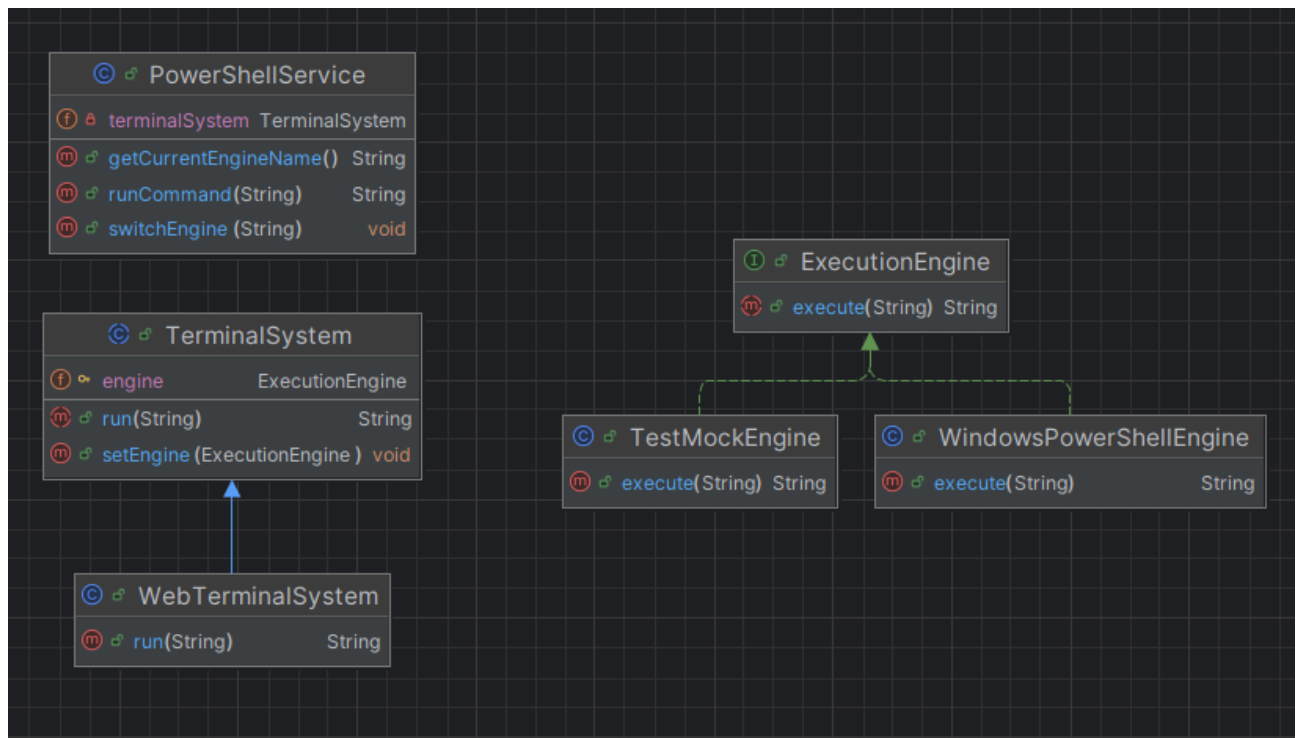 PowerShellService
terminalSystem TerminalSystem
getCurrentEngineName() String
runCommand(String) String
switchEngine (String) void
TerminalSystem
engine ExecutionEngine
run(String) String
setEngine (ExecutionEngine ) void
WebTerminalSystem
run(String) String
ExecutionEngine
execute(String) String
TestMockEngine
execute(String) String
WindowsPowerShellEngine
execute(String) String